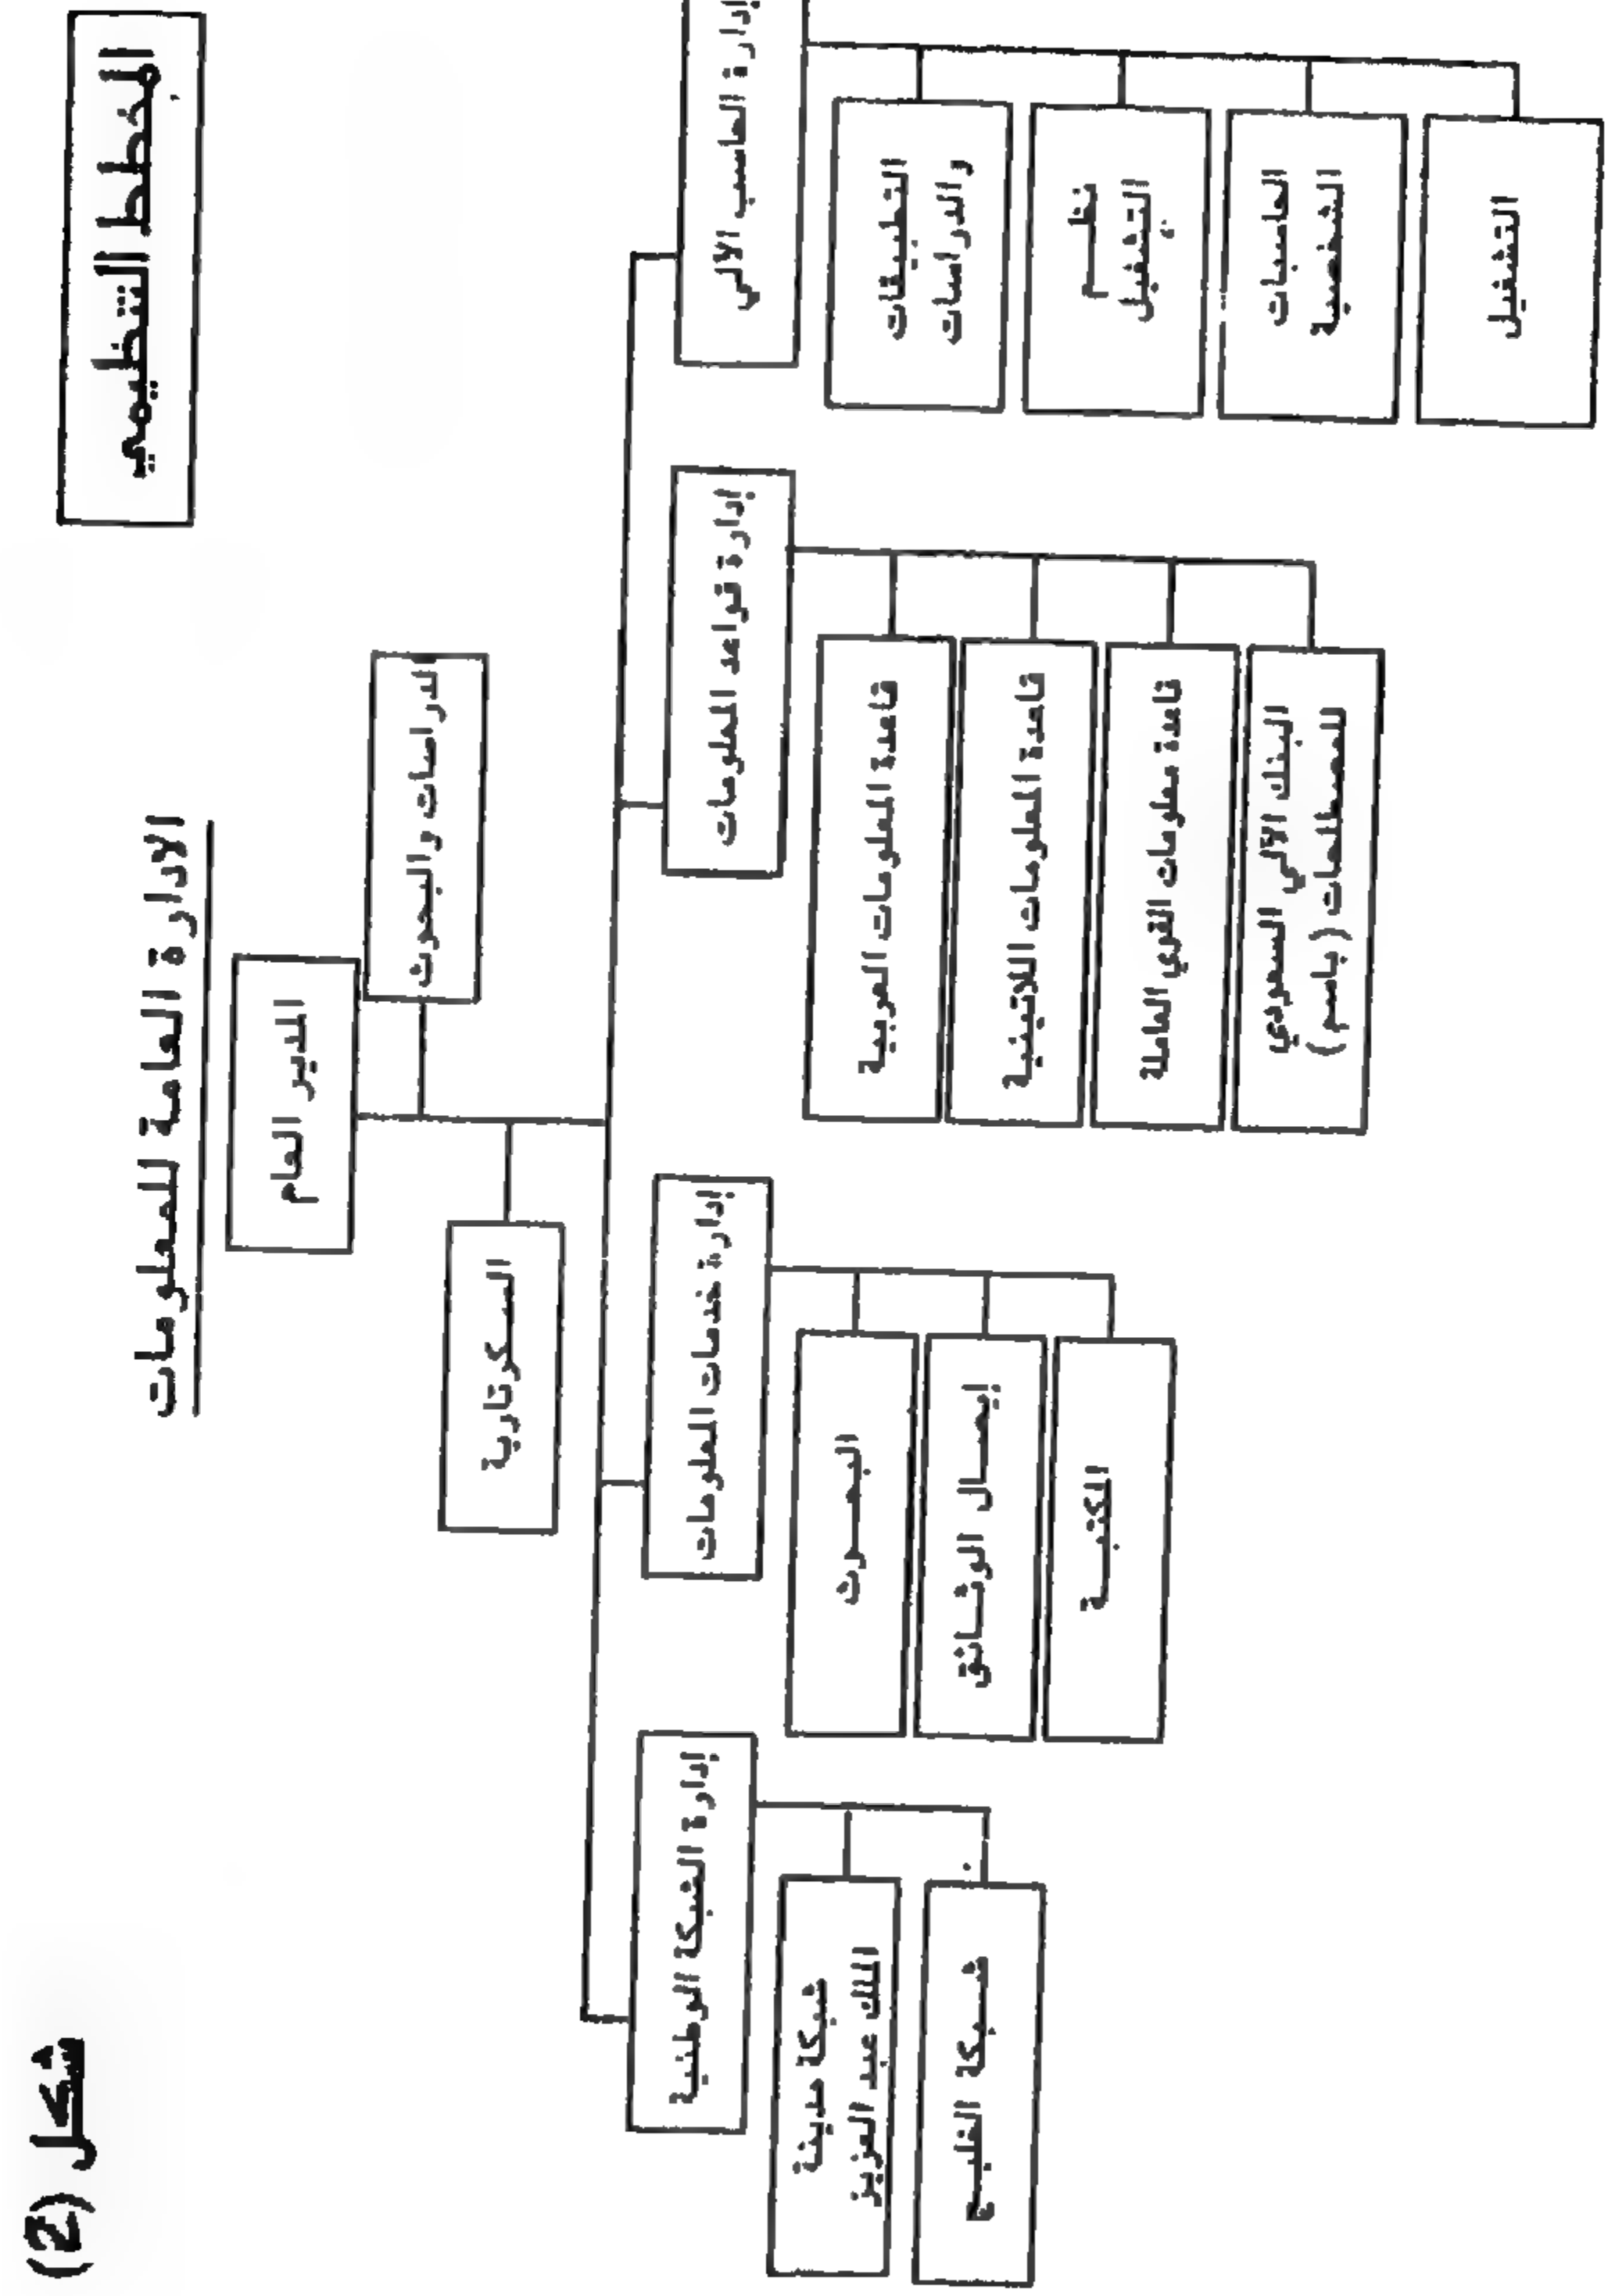 المخطط التنظيمي
شكل (2)
الادارة العامة للمعلومات
المدير العام
الدراسات والبحوث
السكرتارية
إدارة الحاسب الآلي
التطبيقات
والدراسات
نظم
التشغيل
الحاسبات
الشخصية
التشغيل
إدارة قواعد المعلومات
قاعدة المعلومات العربية
قاعدة المعلومات اللاتينية
قاعدة معلومات القوى العاملة
البنك الآلي السعودي
للمصطلحات (باسم)
إدارة خدمات المعلومات
البحوث
إيصال الوثائق
المكتبة
إدارة الشبكة الوطنية
شبكة مدينة
الملك عبد العزيز
شبكة الخليج